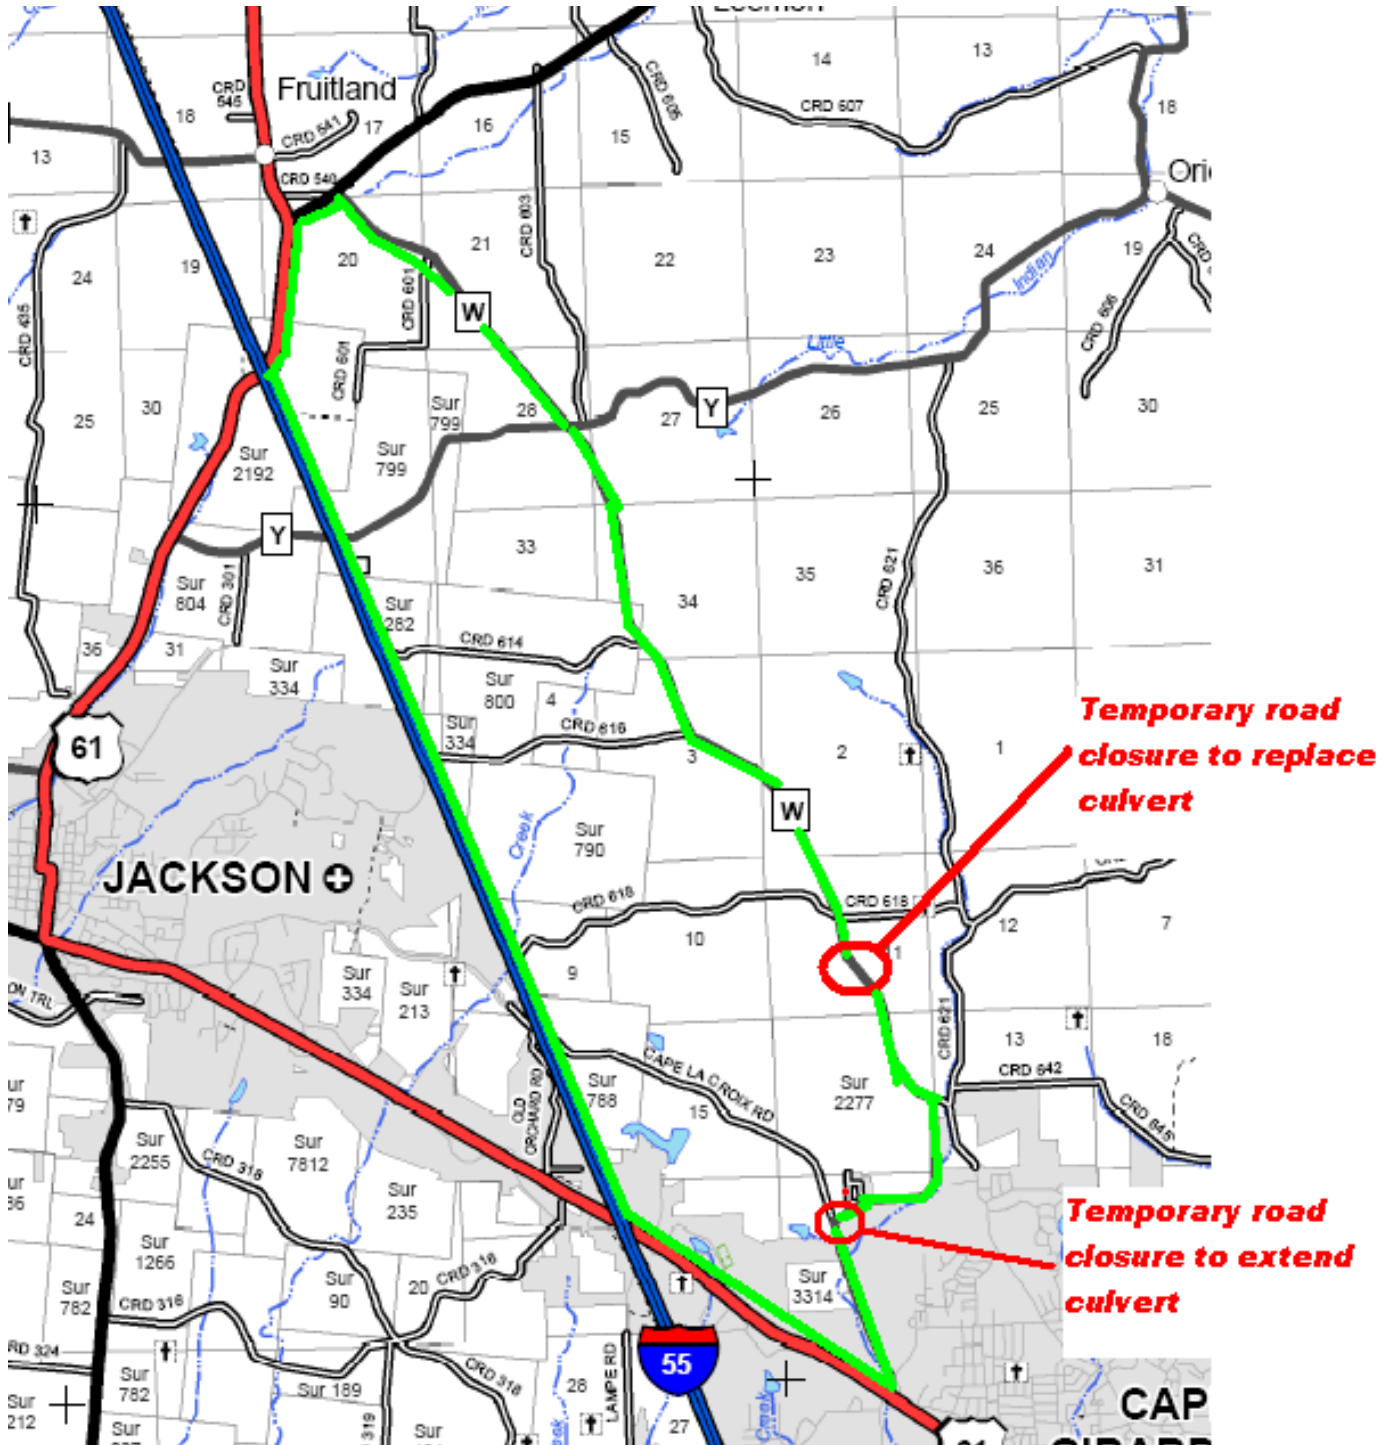 14
13
CRD 605
CRD
545
Fruitland
18
CRD 541
17
16
15
CRD 607
18
13
CRD 540
CRD 603
21
22
23
24
19
20
19
24
CRD 601
W
Indian
CRD 606
CRD 435
Little
CRD 601
Y
25
30
Sur
799
28
27
26
25
30
Sur
2192
Sur
799
Y
33
35
36
31
CRD 621
Sur
804
CRD 301
Sur
282
34
36
31
CRD 614
Sur
334
Sur
800
4
Temporary road
closure to replace
culvert
61
Sur
334
CRD 616
3
2
1
W
Creek
Sur
790
JACKSON
CRD 618
CRD 618
12
7
10
9
Sur
334
Sur
213
CRD 621
13
18
CRD 642
CAPE LA CROIX RD
OLD
ORCHARD RD
Sur
788
15
Sur
2277
CRD 645
Sur
2255
CRD 318
Sur
7812
Sur
235
Temporary road
closure to extend
culvert
24
Sur
1266
Sur
782
CRD 316
Sur
90
20
CRD 316
Sur
3314
55
RD 324
Sur
782
Sur 189
CRD 318
28
LAMPE RD
Sur
212
319
27
Creek
CAP